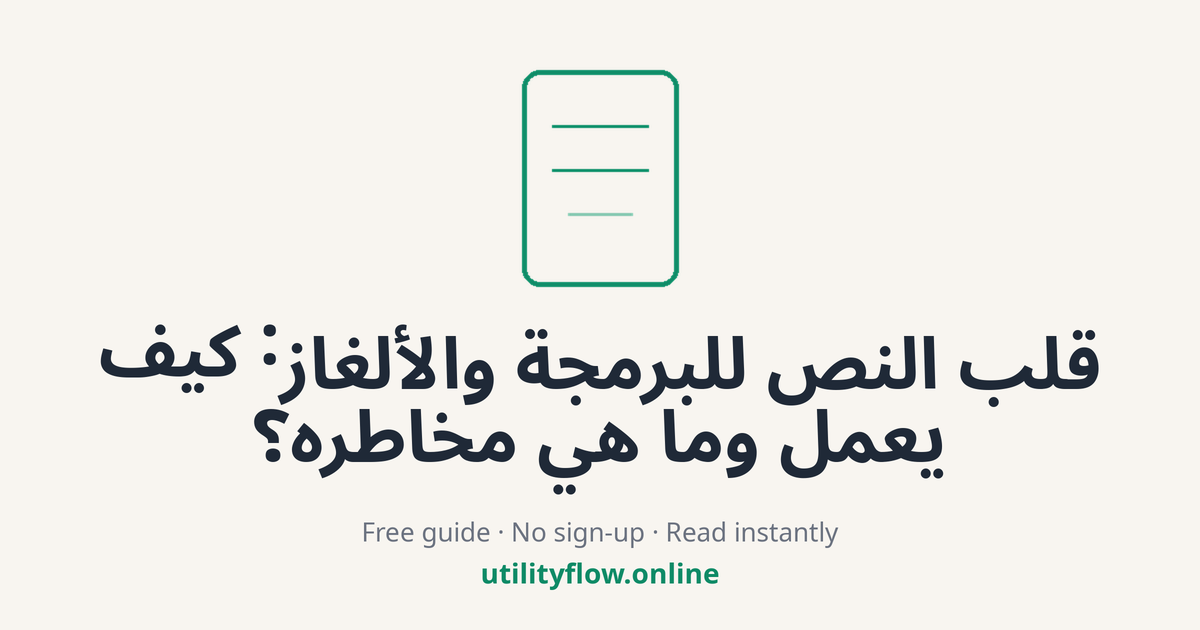 قلب النص للبرمجة والألغاز: كيف
يعمل وما هي مخاطره؟
Free guide · No sign-up · Read instantly
utilityflow.online